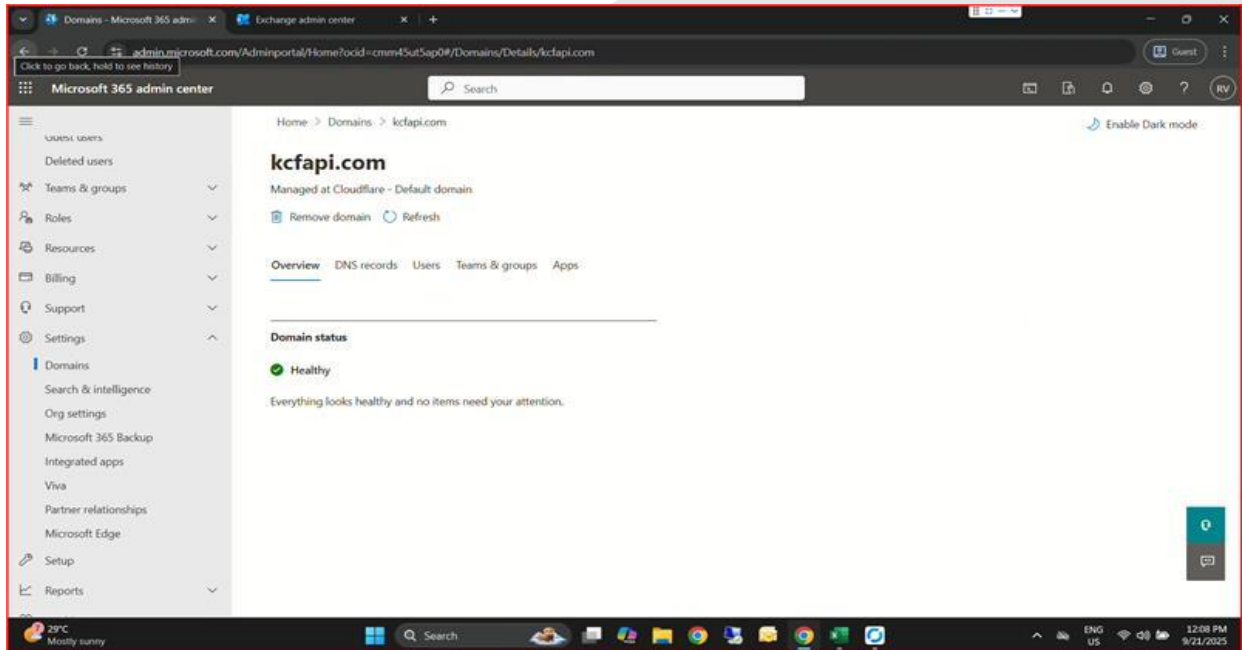 Domains - Microsoft 365 admi
Exchange admin center
admin.microsoft.com/Adminportal/Home?ocid=cmm45ut5ap0#/Domains/Details/kcfapi.com
Guest
Click to go back, hold to see history
Microsoft 365 admin center
Search
RV
Home > Domains > kcfapi.com
Enable Dark mode
Guest users
Deleted users
Teams & groups
Roles
Resources
Billing
Support
Settings
Domains
Search & intelligence
Org settings
Microsoft 365 Backup
Integrated apps
Viva
Partner relationships
Microsoft Edge
Setup
Reports
kcfapi.com
Managed at Cloudflare - Default domain
Remove domain Refresh
Overview DNS records Users Teams & groups Apps
Domain status
Healthy
Everything looks healthy and no items need your attention.
29°C
Mostly sunny
Search
ENG
US
12:08 PM
9/21/2025